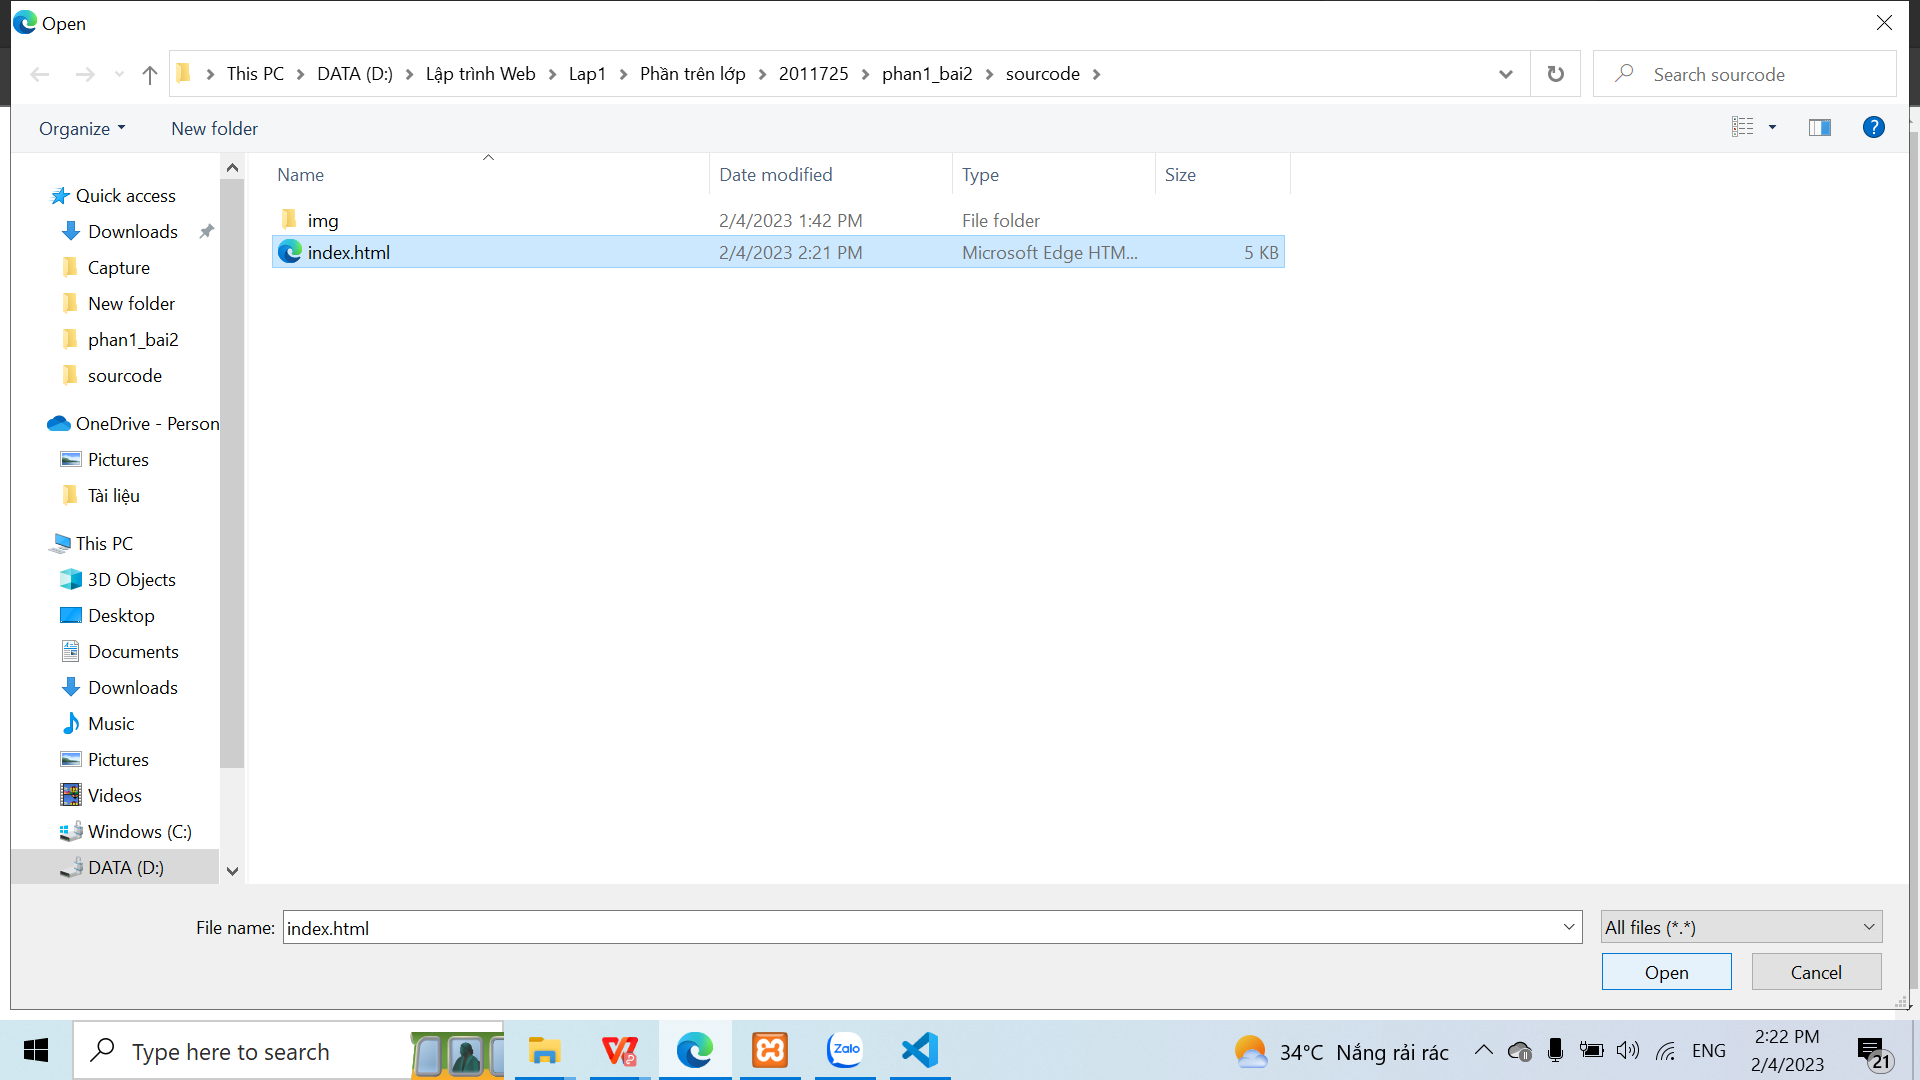 Open
This PC DATA (D:) Lập trình Web Lap1 Phần trên lớp 2011725 phan1_bai2 sourcode
Search sourcode
Organize New folder
?
Name Date modified Type Size
img 2/4/2023 1:42 PM File folder
index.html 2/4/2023 2:21 PM Microsoft Edge HTM... 5 KB
Quick access
Downloads
Capture
New folder
phan1_bai2
sourcode
OneDrive - Person
Pictures
Tài liệu
This PC
3D Objects
Desktop
Documents
Downloads
Music
Pictures
Videos
Windows (C:)
DATA (D:)
File name: index.html All files (*.*)
Open Cancel
Type here to search
Zalo
34°C Nắng rải rác
ENG
2:22 PM
2/4/2023
21